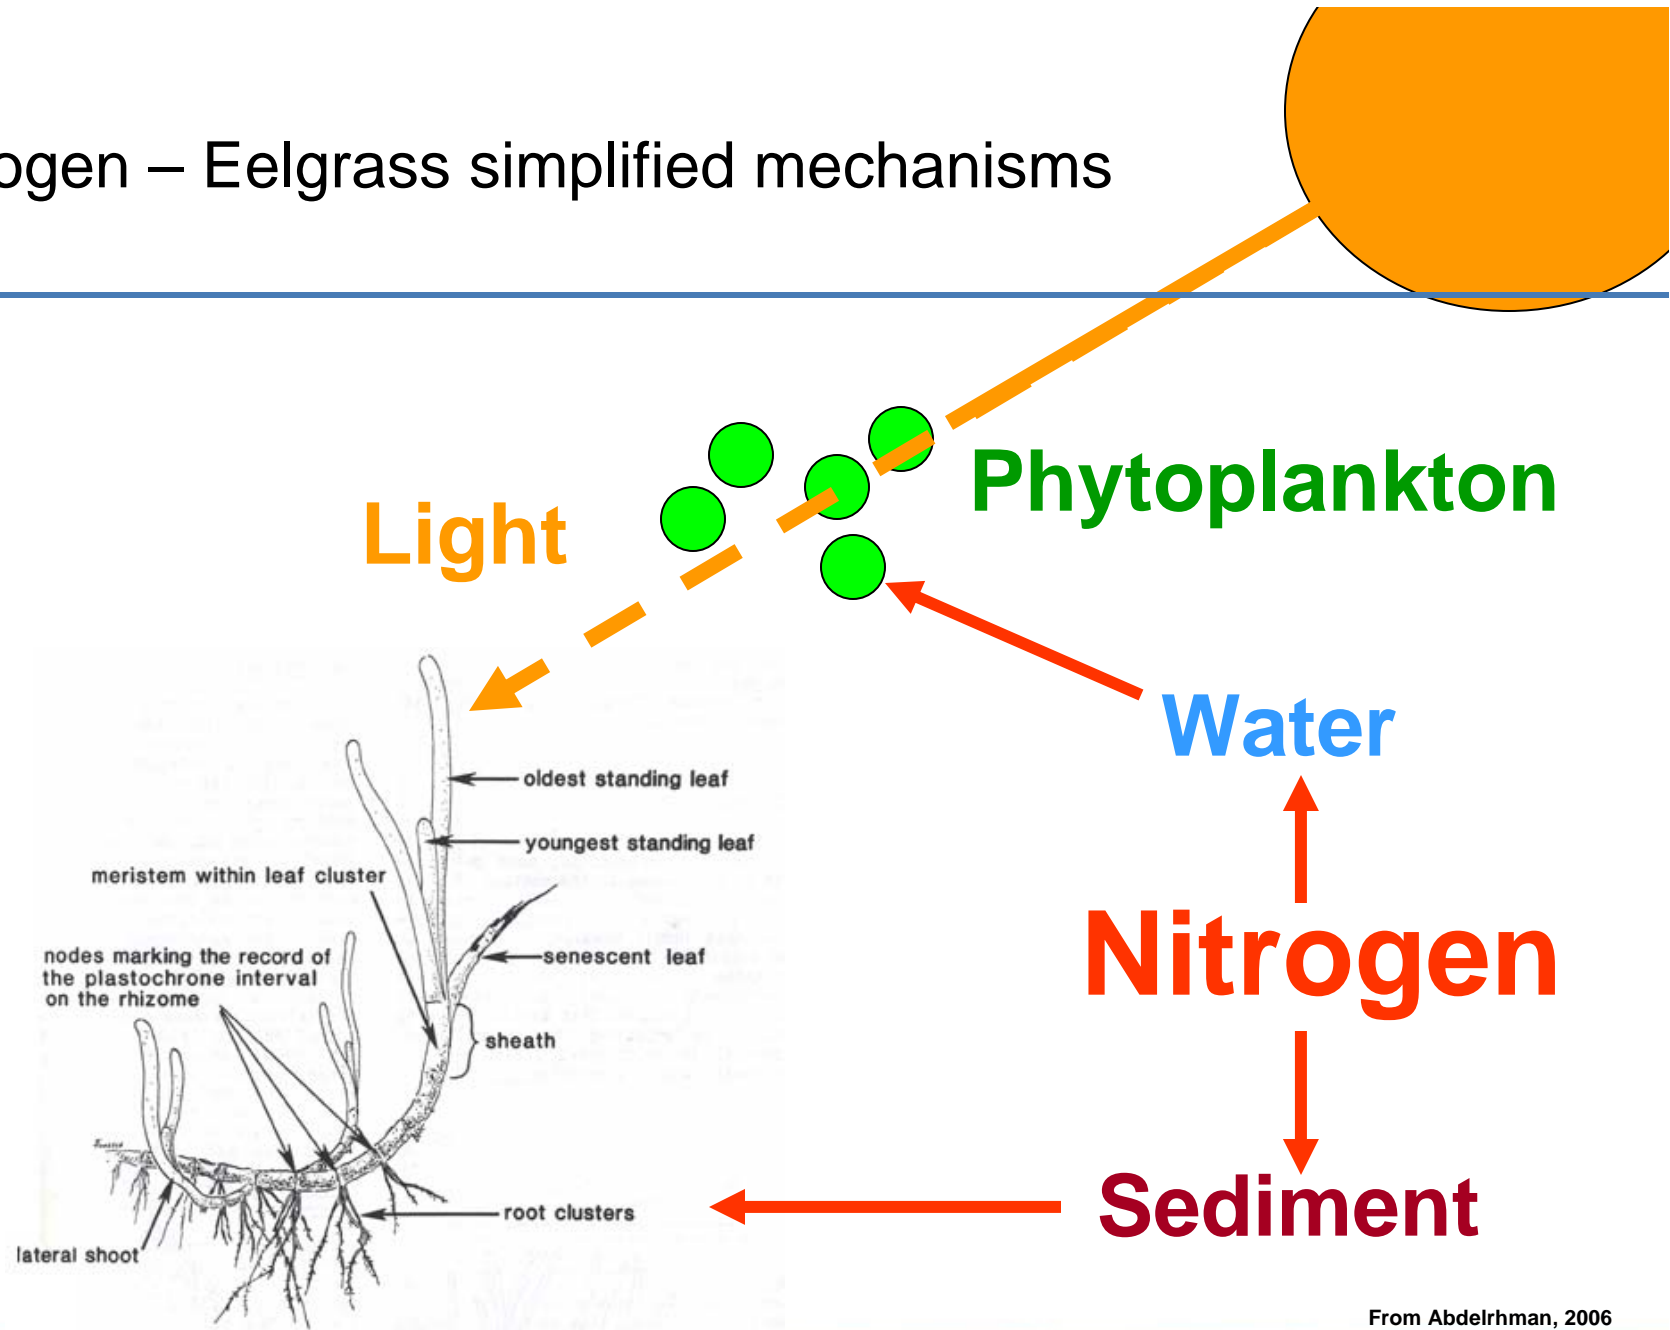 ogen – Eelgrass simplified mechanisms
Phytoplankton
Light
Water
oldest standing leaf
youngest standing leaf
meristem within leaf cluster
Nitrogen
nodes marking the record of
the plastochrone interval
on the rhizome
senescent leaf
sheath
Sediment
root clusters
lateral shoot
From Abdelrhman, 2006